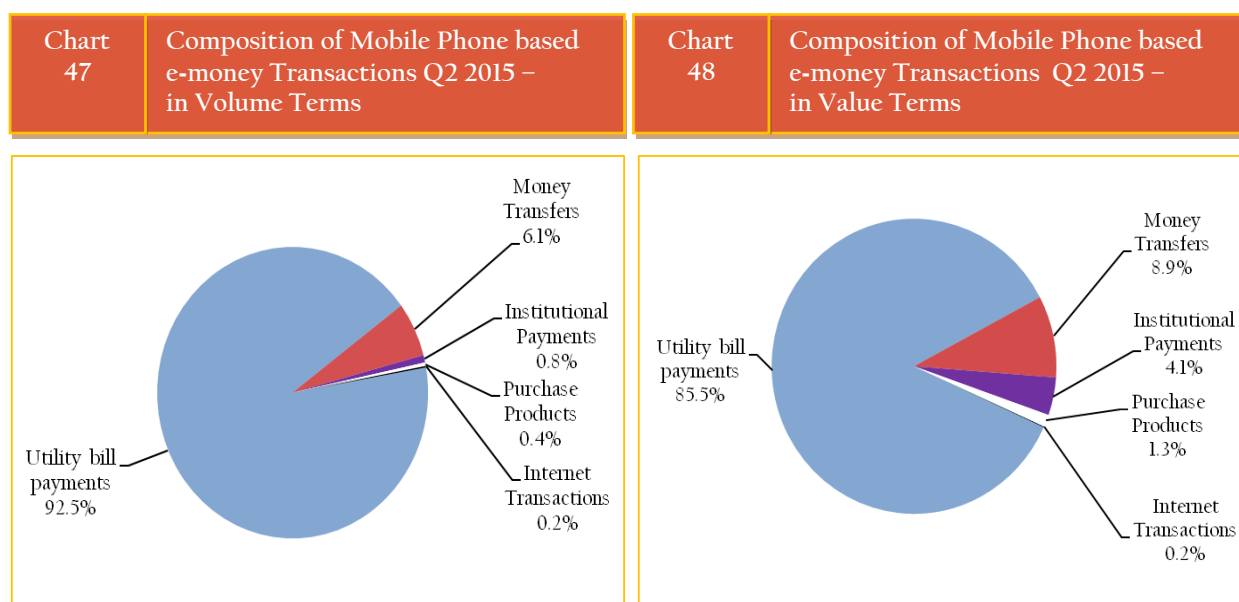 Chart
47
Composition of Mobile Phone based
e-money Transactions Q2 2015 –
in Volume Terms
Chart
48
Composition of Mobile Phone based
e-money Transactions Q2 2015 –
in Value Terms
Money
Transfers
6.1%
Institutional
Payments
0.8%
Purchase
Products
0.4%
Internet
Transactions
0.2%
Utility bill
payments
92.5%
Money
Transfers
8.9%
Institutional
Payments
4.1%
Purchase
Products
1.3%
Internet
Transactions
0.2%
Utility bill
payments
85.5%